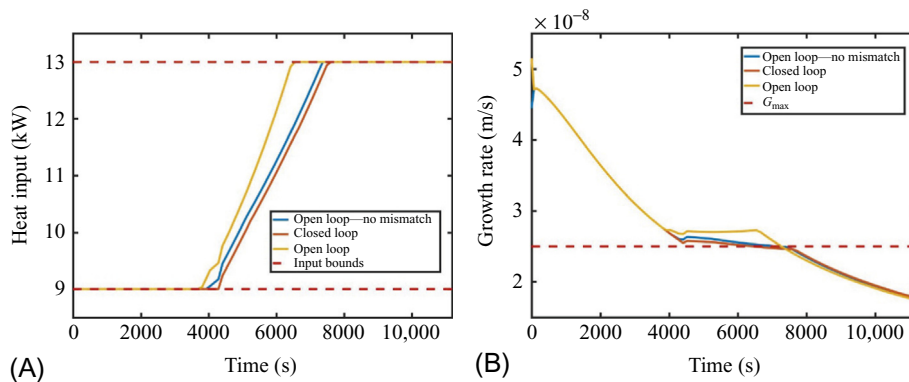 13
12
11
10
9
Heat input (kW)
Open loop—no mismatch
Closed loop
Open loop
Input bounds
0
2000
4000
6000
8000
10,000
Time (s)
(A)
× 10⁻⁸
5
4
3
2
Growth rate (m/s)
Open loop—no mismatch
Closed loop
Open loop
Gmax
0
2000
4000
6000
8000
10,000
Time (s)
(B)